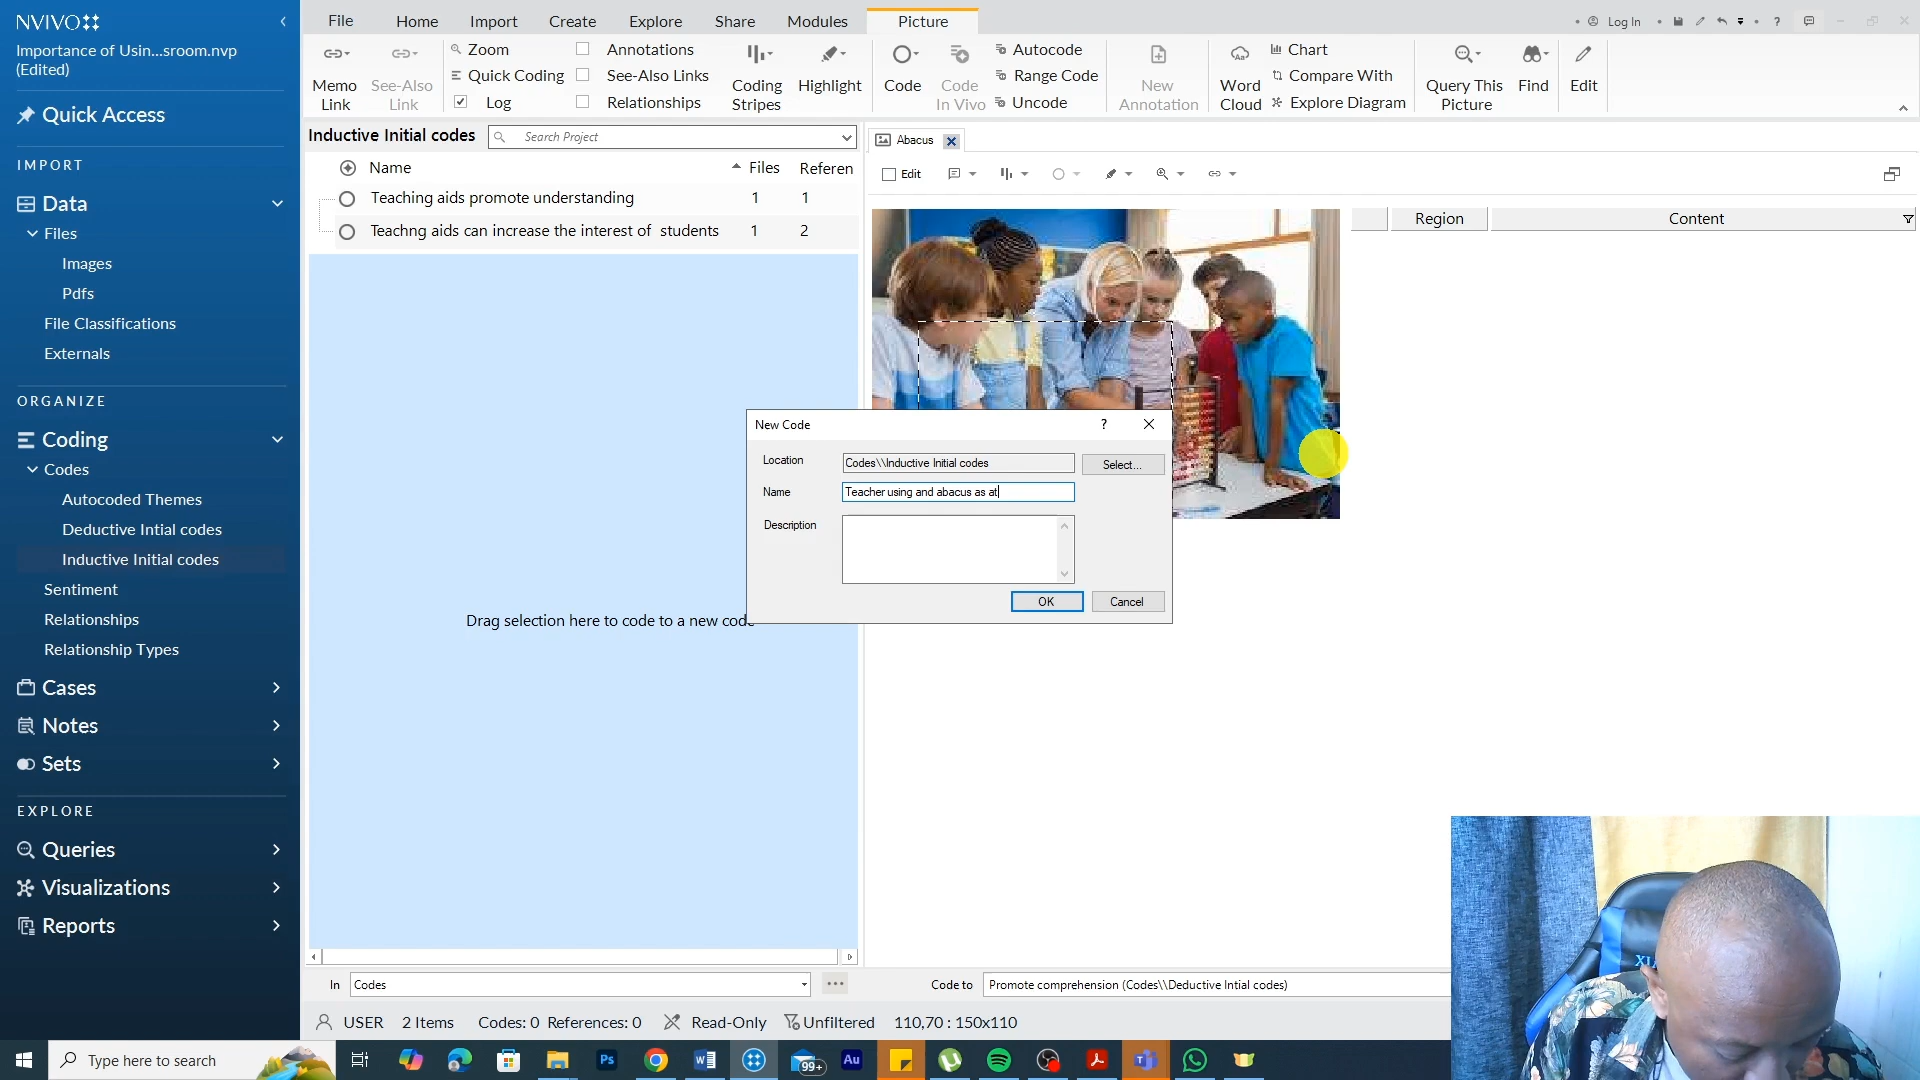 NVIVO
Importance of Usin...sroom.nvp
(Edited)
Quick Access
IMPORT
Data
Files
Images
Pdfs
File Classifications
Externals
ORGANIZE
Coding
Codes
Autocoded Themes
Deductive Intial codes
Inductive Initial codes
Sentiment
Relationships
Relationship Types
Cases
Notes
Sets
EXPLORE
Queries
Visualizations
Reports
File Home Import Create Explore Share Modules Picture
Log In ?
Memo Link
See-Also Link
Zoom
Quick Coding
Log
Annotations
See-Also Links
Relationships
Coding Stripes
Highlight
Code
Code In Vivo
Autocode
Range Code
Uncode
New Annotation
Word Cloud
Chart
Compare With
Explore Diagram
Query This Picture
Find
Edit
Inductive Initial codes Search Project
Name Files Referen
Teaching aids promote understanding 1 1
Teachng aids can increase the interest of students 1 2
Drag selection here to code to a new code
Abacus
Edit
Region Content
New Code ?
Location Codes\\Inductive Initial codes Select...
Name Teacher using and abacus as at
Description
OK Cancel
In Codes
Code to Promote comprehension (Codes\\Deductive Intial codes)
USER 2 Items Codes: 0 References: 0 Read-Only Unfiltered 110,70 : 150x110
Type here to search
Ps
99+
Au